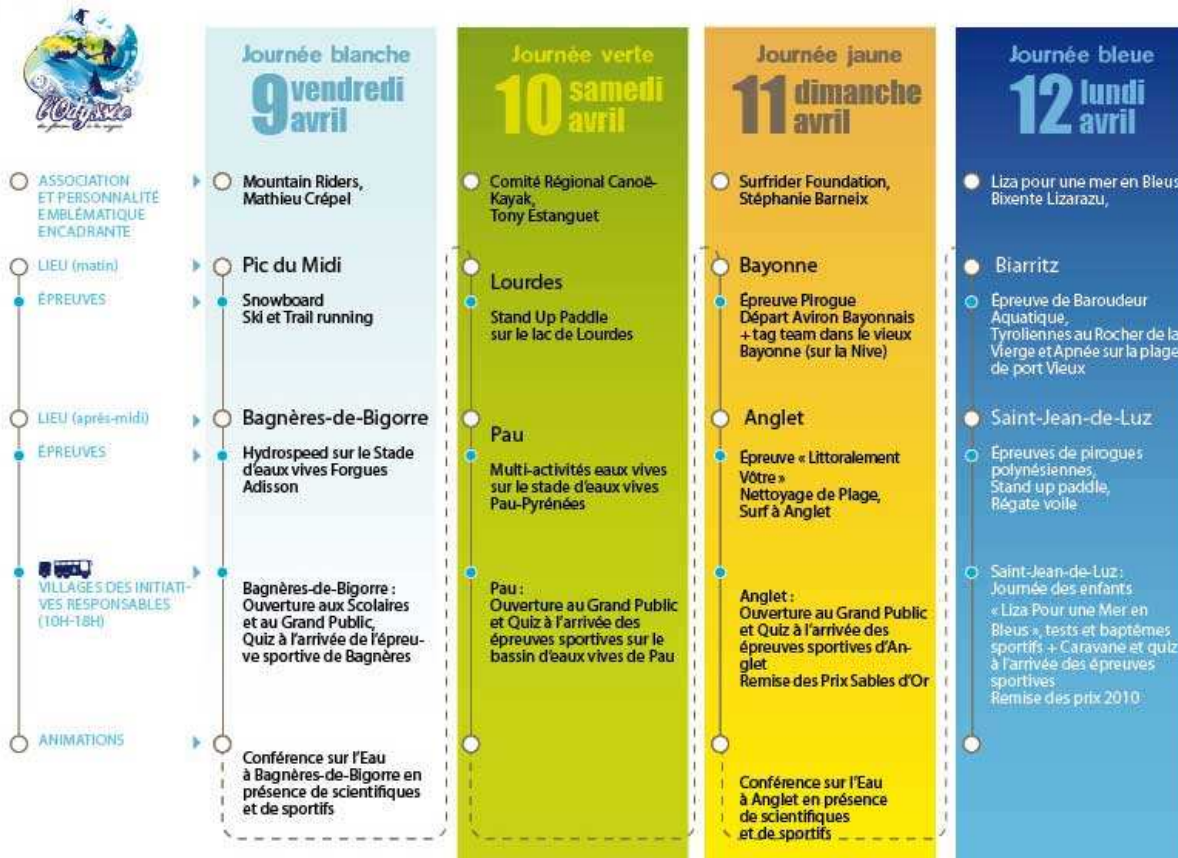 l'Odyssée
Journée blanche
9 vendredi
avril
Journée verte
10 samedi
avril
Journée jaune
11 dimanche
avril
Journée bleue
12 lundi
avril
ASSOCIATION
ET PERSONNALITÉ
EMBLÉMATIQUE
ENCADRANTE
Mountain Riders,
Mathieu Crépel
Comité Régional Canoë-
Kayak,
Tony Estanguet
Surfrider Foundation,
Stéphanie Barneix
Liza pour une mer en Bleus
Bixente Lizarazu,
LIEU (matin)
Pic du Midi
Lourdes
Bayonne
Biarritz
ÉPREUVES
Snowboard
Ski et Trail running
Stand Up Paddle
sur le lac de Lourdes
Épreuve Pirogue
Départ Aviron Bayonnais
+ tag team dans le vieux
Bayonne (sur la Nive)
Épreuve de Baroudeur
Aquatique,
Tyroliennes au Rocher de la
Vierge et Apnée sur la plage
de port Vieux
LIEU (après-midi)
Bagnères-de-Bigorre
Pau
Anglet
Saint-Jean-de-Luz
ÉPREUVES
Hydrospeed sur le Stade
d'eaux vives Forgues
Adisson
Multi-activités eaux vives
sur le stade d'eaux vives
Pau-Pyrénées
Épreuve « Littoralement
Vôtre »
Nettoyage de Plage,
Surf à Anglet
Épreuves de pirogues
polynésiennes,
Stand up paddle,
Régate voile
VILLAGES DES INITIATI-
VES RESPONSABLES
(10H-18H)
Bagnères-de-Bigorre :
Ouverture aux Scolaires
et au Grand Public,
Quiz à l'arrivée de l'épreu-
ve sportive de Bagnères
Pau :
Ouverture au Grand Public
et Quiz à l'arrivée des
épreuves sportives sur le
bassin d'eaux vives de Pau
Anglet :
Ouverture au Grand Public
et Quiz à l'arrivée des
épreuves sportives d'An-
glet
Remise des Prix Sables d'Or
Saint-Jean-de-Luz :
Journée des enfants
« Liza Pour une Mer en
Bleus », tests et baptêmes
sportifs + Caravane et quiz
à l'arrivée des épreuves
sportives
Remise des prix 2010
ANIMATIONS
Conférence sur l'Eau
à Bagnères-de-Bigorre en
présence de scientifiques
et de sportifs
Conférence sur l'Eau
à Anglet en présence
de scientifiques
et de sportifs